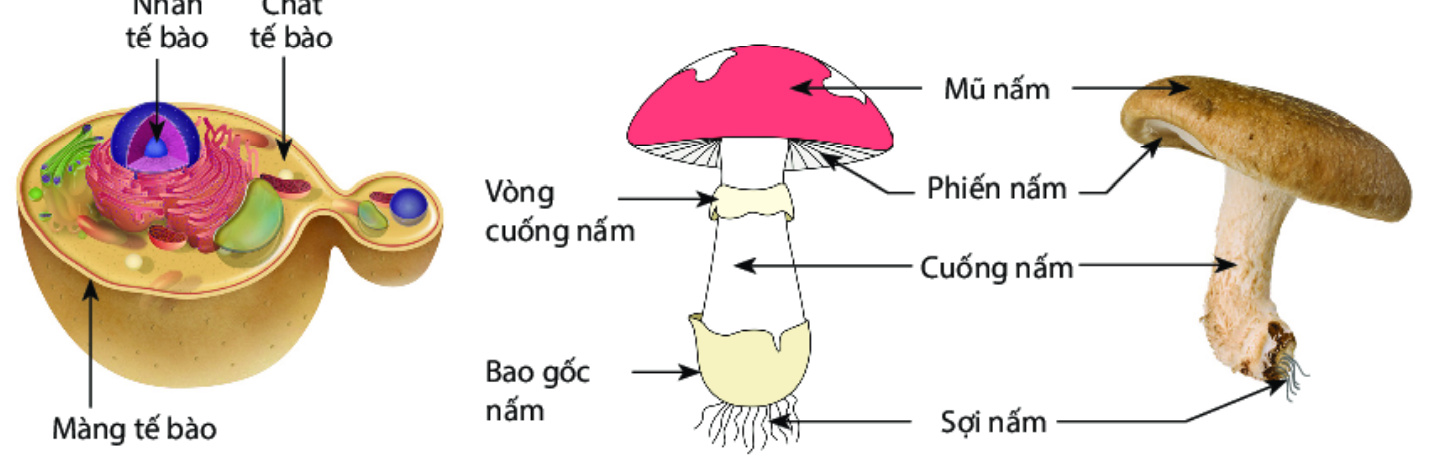 Nhân
tế bào
Chất
tế bào
Màng tế bào
Vòng
cuống nấm
Bao gốc
nấm
Mũ nấm
Phiến nấm
Cuống nấm
Sợi nấm